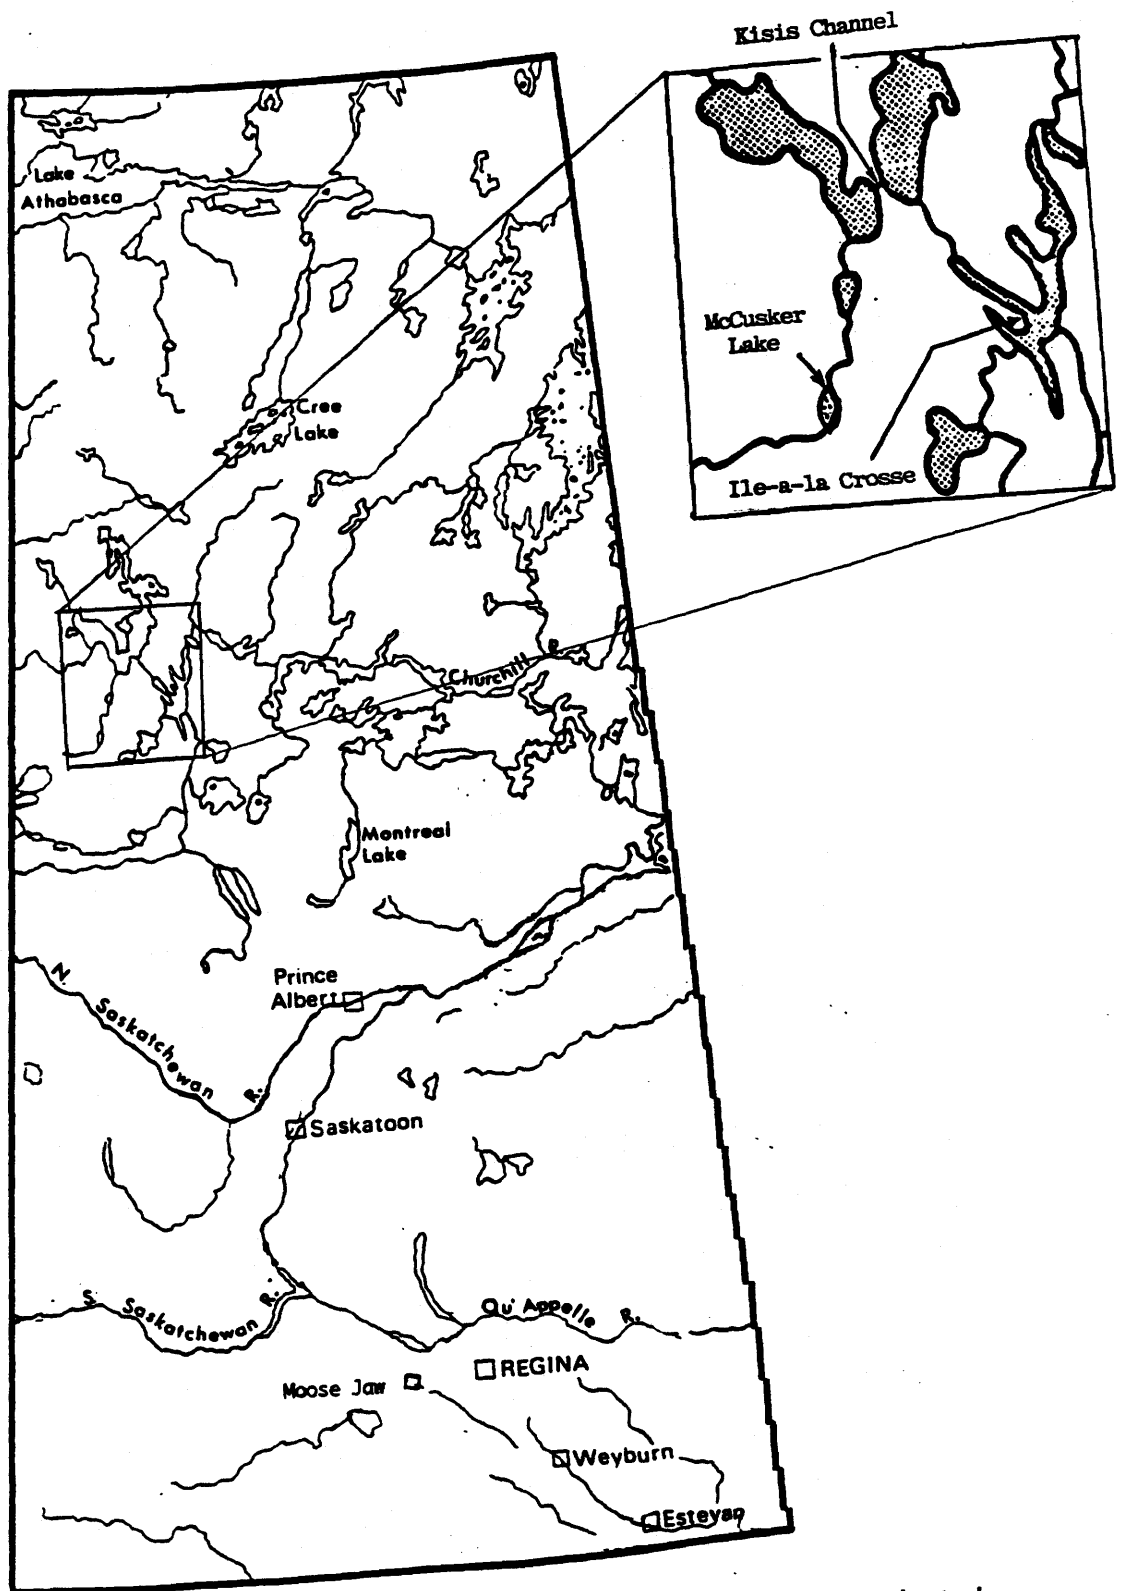 Kisis Channel
McCusker
Lake
Ile-a-la Crosse
Lake
Athabasca
Cree
Lake
Churchill R.
Montreal
Lake
N. Saskatchewan R.
Prince
Albert
Saskatoon
S. Saskatchewan R.
Qu'Appelle R.
REGINA
Moose Jaw
Weyburn
Estevan